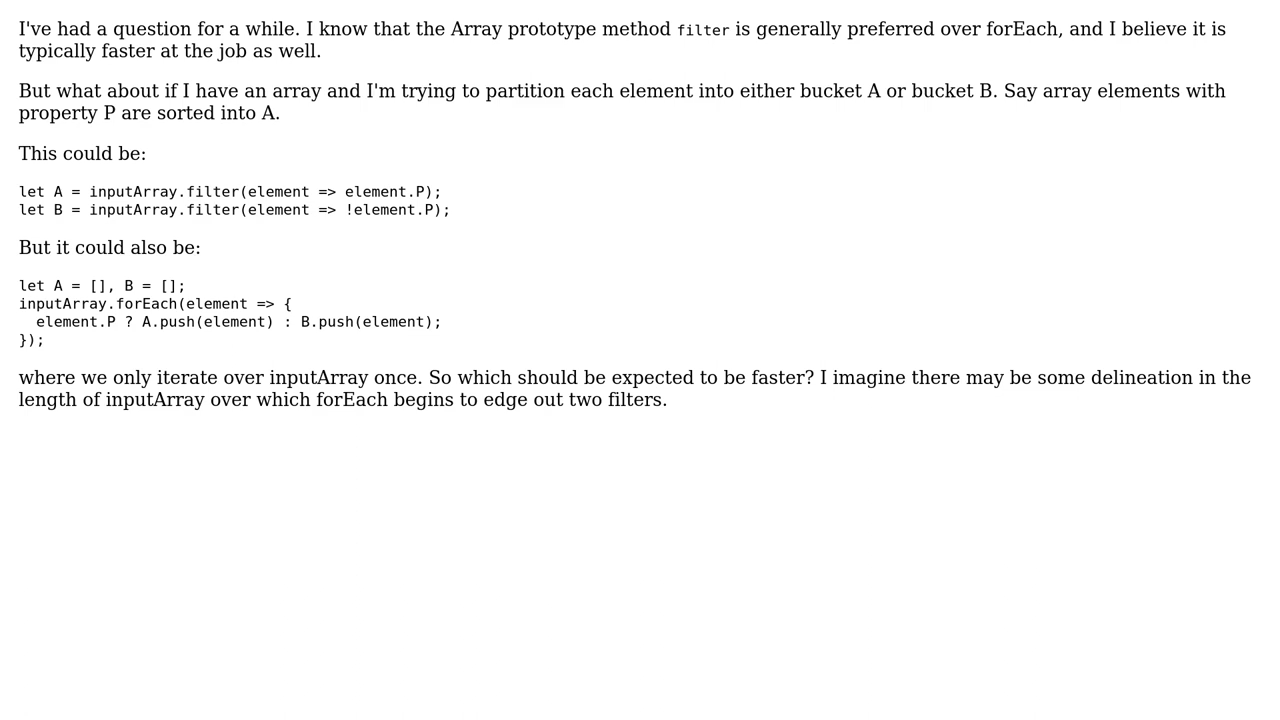 I've had a question for a while. I know that the Array prototype method filter is generally preferred over forEach, and I believe it is
typically faster at the job as well.
But what about if I have an array and I'm trying to partition each element into either bucket A or bucket B. Say array elements with
property P are sorted into A.
This could be:
let A = inputArray.filter(element => element.P);
let B = inputArray.filter(element => !element.P);
But it could also be:
let A = [], B = [];
inputArray.forEach(element => {
  element.P ? A.push(element) : B.push(element);
});
where we only iterate over inputArray once. So which should be expected to be faster? I imagine there may be some delineation in the
length of inputArray over which forEach begins to edge out two filters.